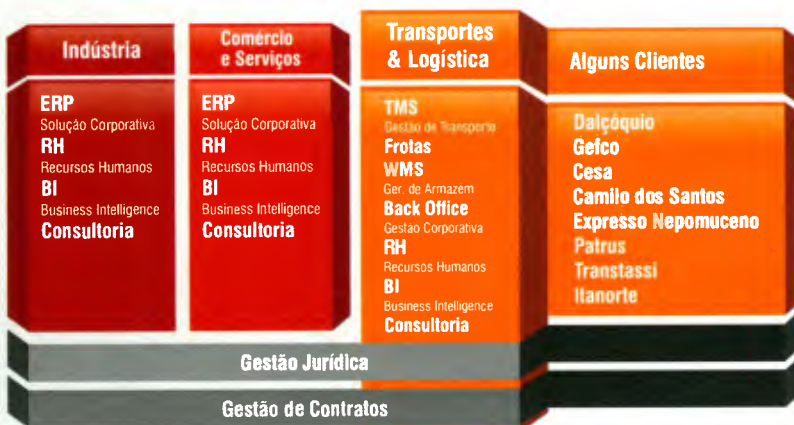 Indústria
ERP
Solução Corporativa
RH
Recursos Humanos
BI
Business Intelligence
Consultoria
Comércio
e Serviços
ERP
Solução Corporativa
RH
Recursos Humanos
BI
Business Intelligence
Consultoria
Transportes
& Logística
TMS
Gestão de Transporte
Frotas
WMS
Ger. de Armazem
Back Office
Gestão Corporativa
RH
Recursos Humanos
BI
Business Intelligence
Consultoria
Alguns Clientes
Dalçóquio
Gefco
Cesa
Camilo dos Santos
Expresso Nepomuceno
Patrus
Transtassi
Itanorte
Gestão Jurídica
Gestão de Contratos